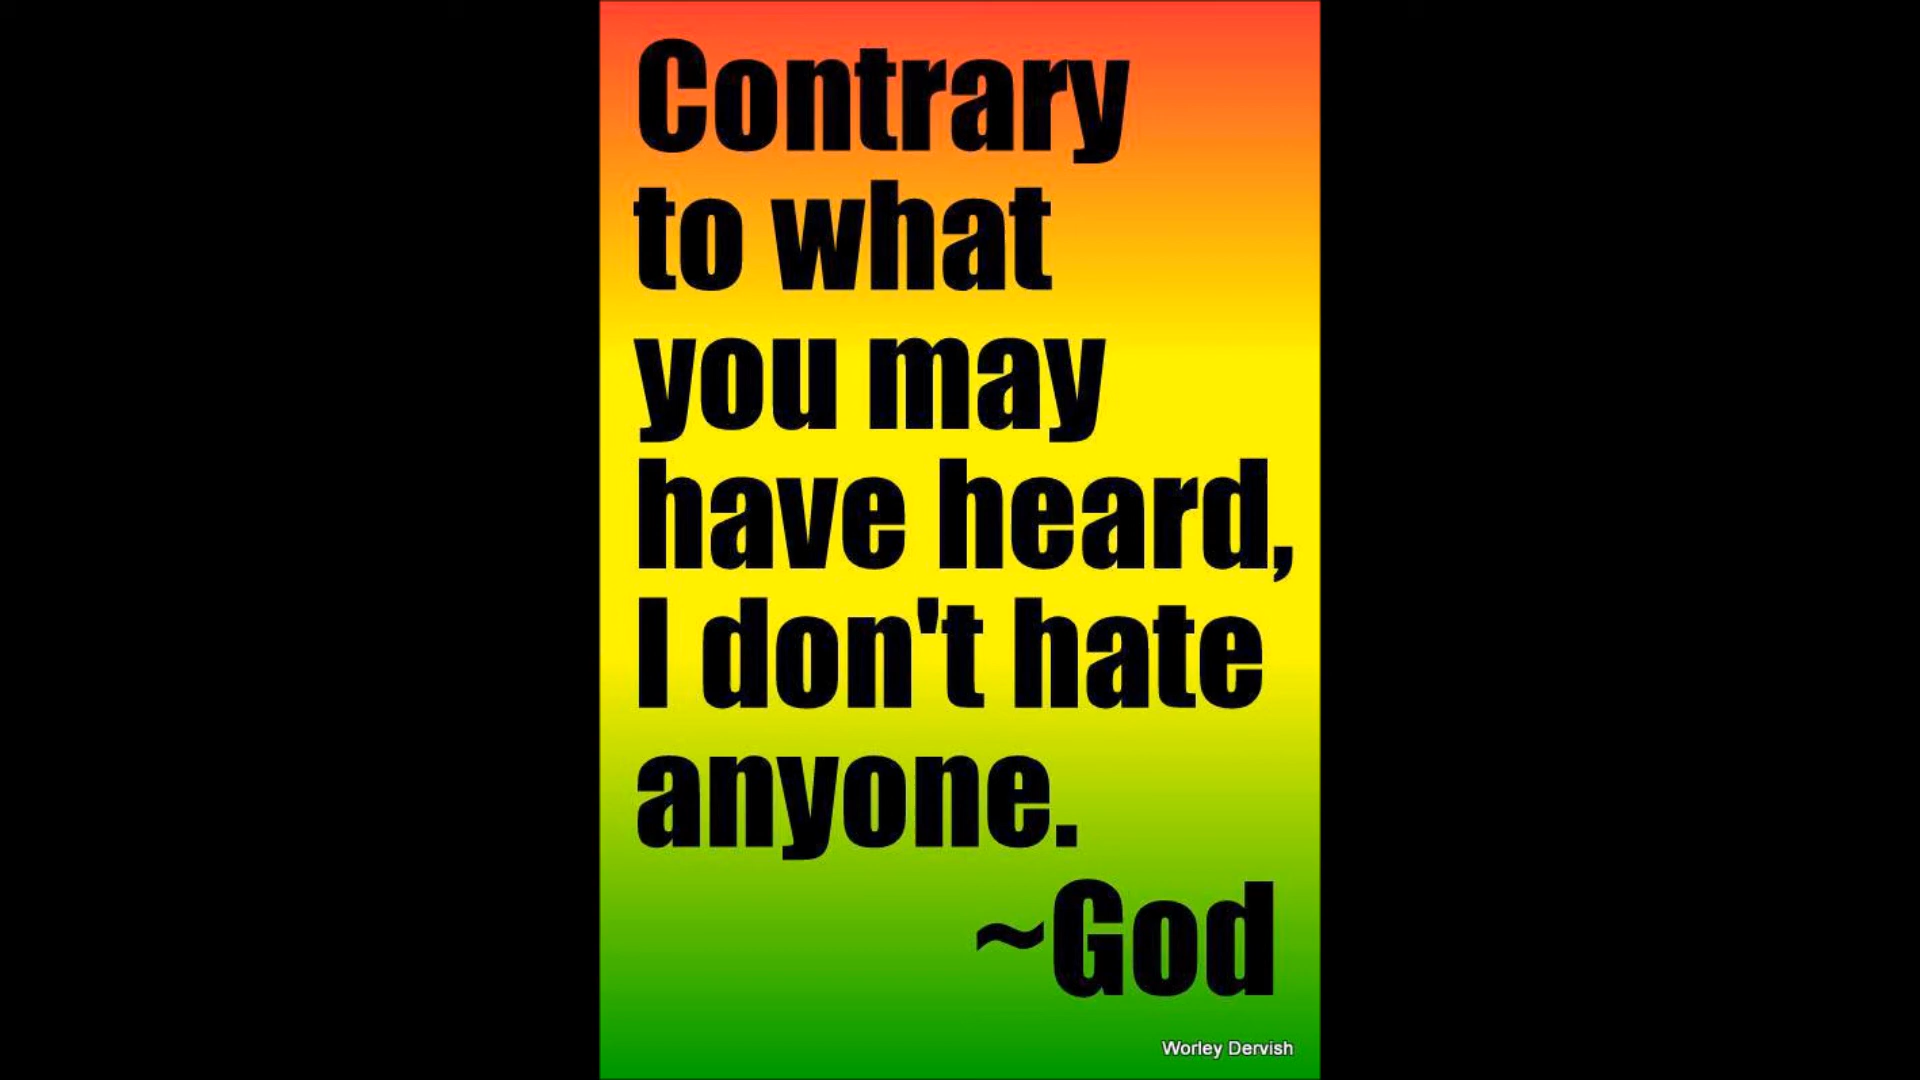 Contrary
to what
you may
have heard,
I don't hate
anyone.
~God
Worley Dervish